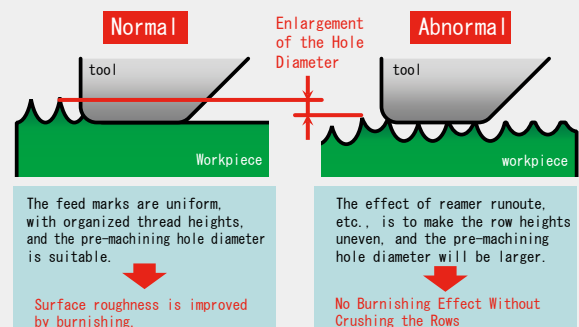 Normal
Enlargement
of the Hole
Diameter
Abnormal
tool
tool
Workpiece
workpiece
The feed marks are uniform,
with organized thread heights,
and the pre-machining hole diameter
is suitable.
Surface roughness is improved
by burnishing.
The effect of reamer runoute,
etc., is to make the row heights
uneven, and the pre-machining
hole diameter will be larger.
No Burnishing Effect Without
Crushing the Rows